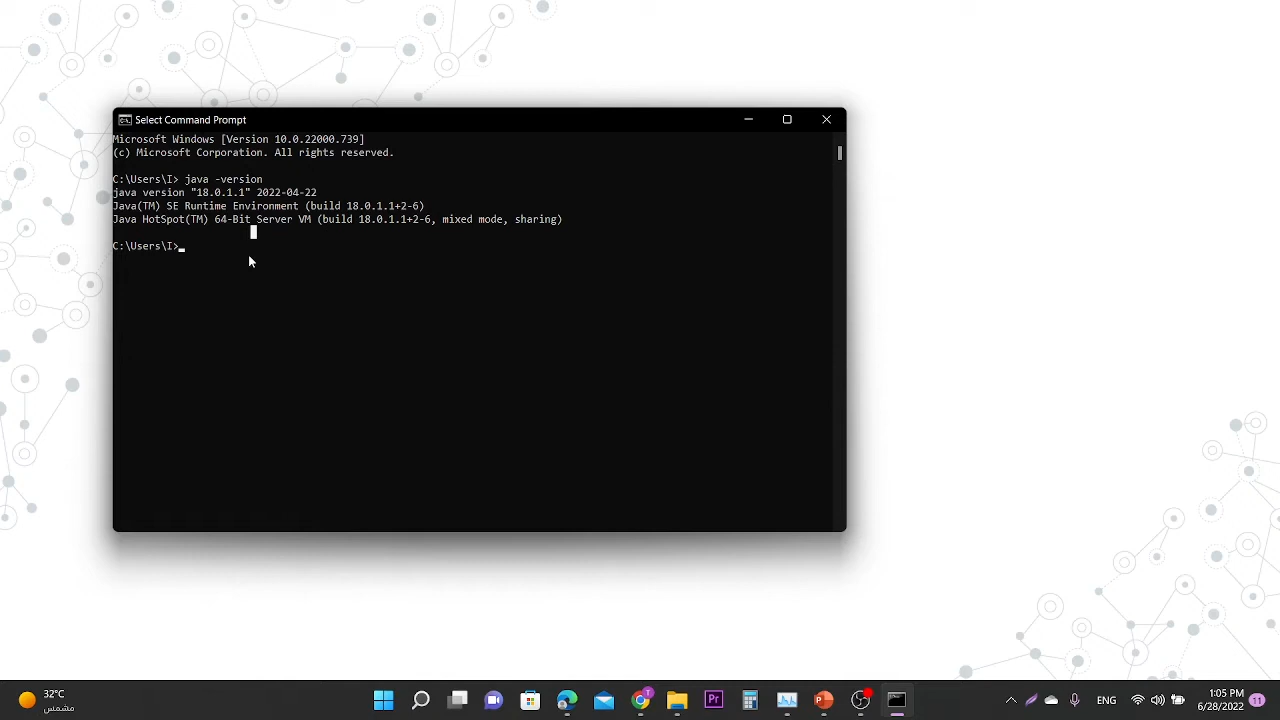 Select Command Prompt
Microsoft Windows [Version 10.0.22000.739]
(c) Microsoft Corporation. All rights reserved.
C:\Users\I> java -version
java version "18.0.1.1" 2022-04-22
Java(TM) SE Runtime Environment (build 18.0.1.1+2-6)
Java HotSpot(TM) 64-Bit Server VM (build 18.0.1.1+2-6, mixed mode, sharing)
C:\Users\I>
32°C
مشمس
T
Pr
ENG
1:05 PM
6/28/2022
11